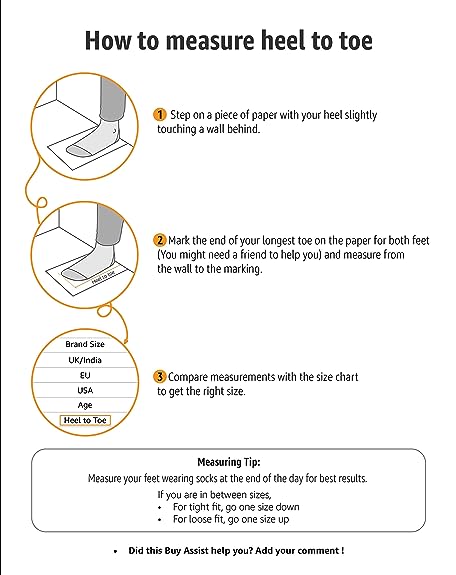 How to measure heel to toe
1 Step on a piece of paper with your heel slightly
touching a wall behind.
HEEL TO TOE
2 Mark the end of your longest toe on the paper for both feet
(You might need a friend to help you) and measure from
the wall to the marking.
Brand Size
UK/India
EU
USA
Age
Heel to Toe
3 Compare measurements with the size chart
to get the right size.
Measuring Tip:
Measure your feet wearing socks at the end of the day for best results.
If you are in between sizes,
• For tight fit, go one size down
• For loose fit, go one size up
• Did this Buy Assist help you? Add your comment !